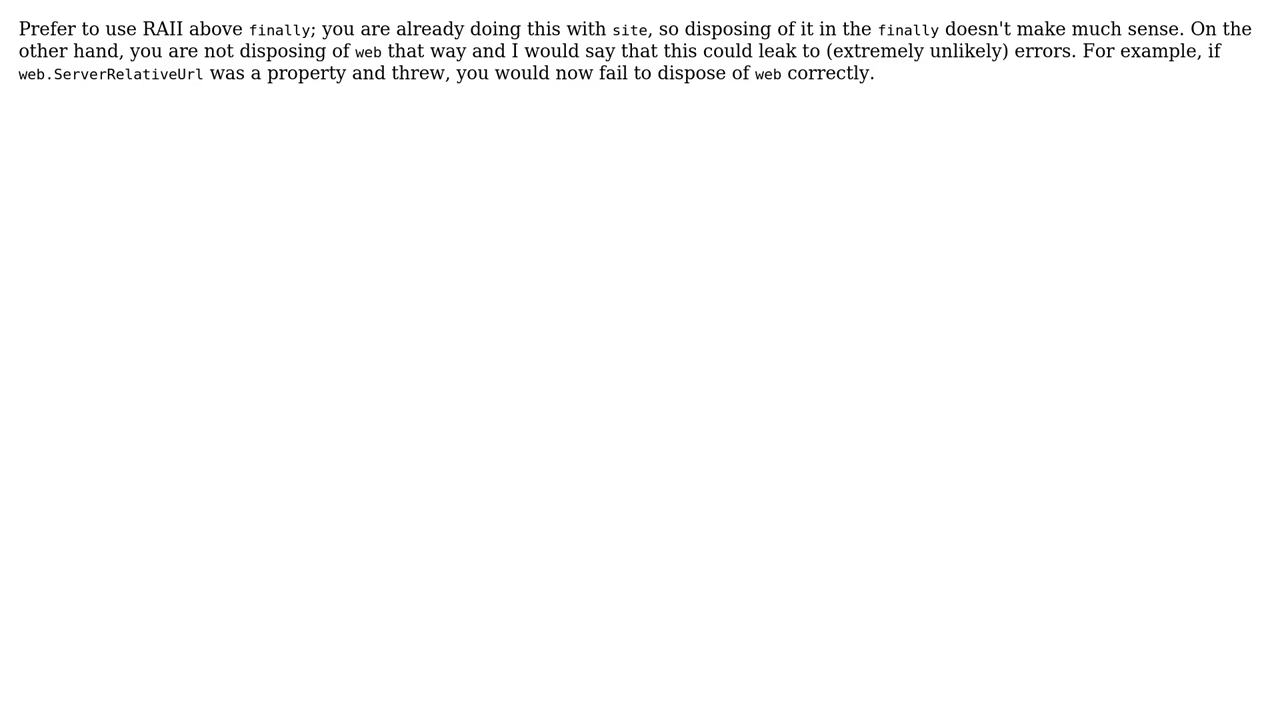 Prefer to use RAII above finally; you are already doing this with site, so disposing of it in the finally doesn't make much sense. On the
other hand, you are not disposing of web that way and I would say that this could leak to (extremely unlikely) errors. For example, if
web.ServerRelativeUrl was a property and threw, you would now fail to dispose of web correctly.